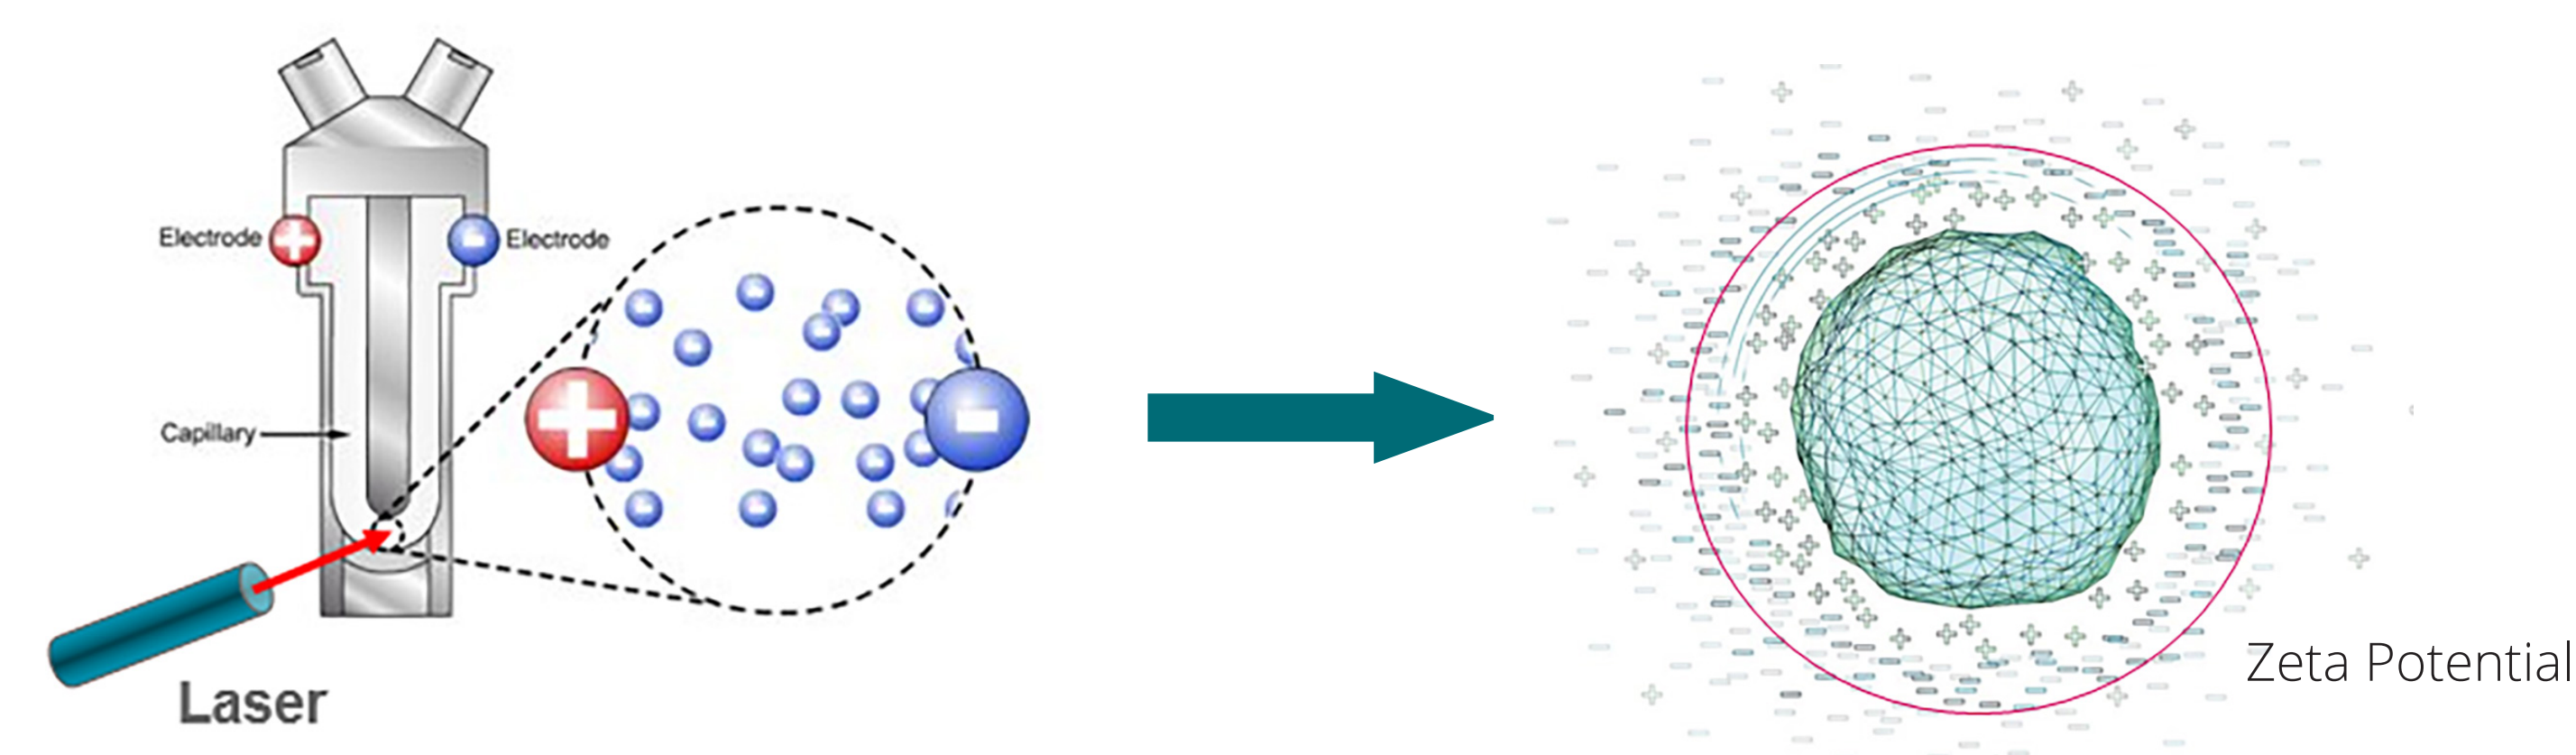 Electrode
Electrode
Capillary
Laser
Zeta Potential